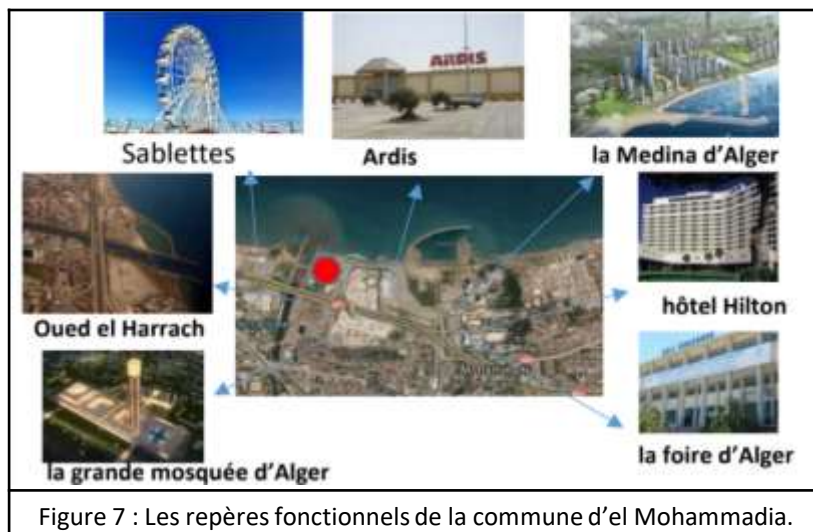 Sablettes
ARDIS
Ardis
la Medina d’Alger
Oued el Harrach
hôtel Hilton
la grande mosquée d’Alger
la foire d’Alger
Figure 7 : Les repères fonctionnels de la commune d’el Mohammadia.